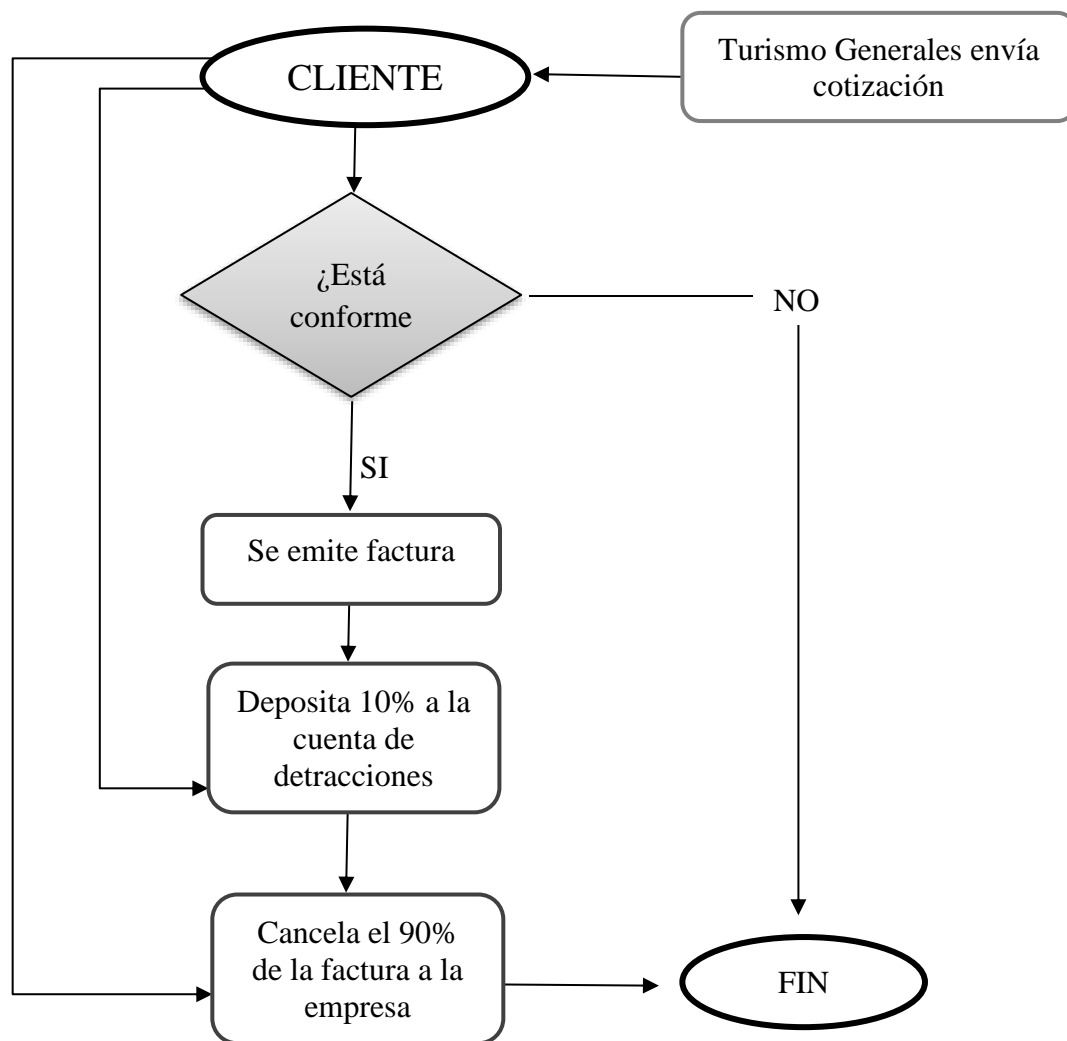 Turismo Generales envía
cotización
CLIENTE
¿Está
conforme
NO
SI
Se emite factura
Deposita 10% a la
cuenta de
detracciones
Cancela el 90%
de la factura a la
empresa
FIN